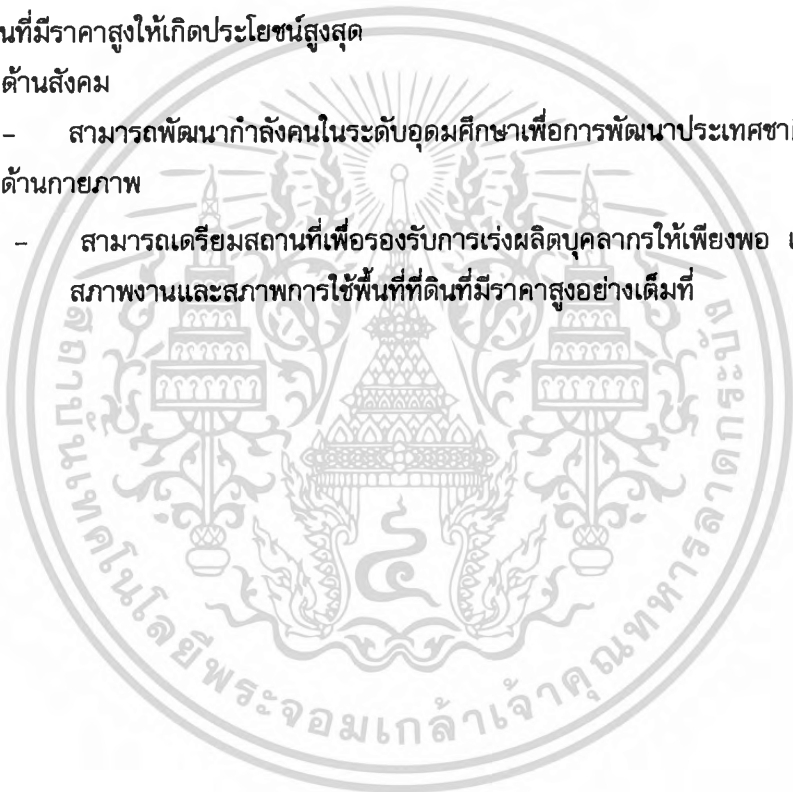 นที่มีราคาสูงให้เกิดประโยชน์สูงสุด
ด้านสังคม
– สามารถพัฒนากำลังคนในระดับอุดมศึกษาเพื่อการพัฒนาประเทศชา
ด้านกายภาพ
– สามารถเตรียมสถานที่เพื่อรองรับการเร่งผลิตบุคลากรให้เพียงพอ แ
สภาพงานและสภาพการใช้พื้นที่ที่ดินที่มีราคาสูงอย่างเต็มที่
สถาบันเทคโนโลยีพระจอมเกล้าเจ้าคุณทหารลาดกระบัง